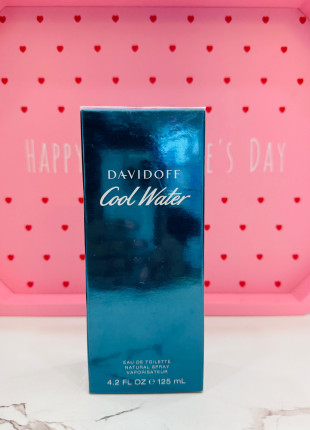 HAPPY 'S DAY
DAVIDOFF
Cool Water
EAU DE TOILETTE
NATURAL SPRAY
VAPORISATEUR
4.2 FL OZ ℮ 125 mL